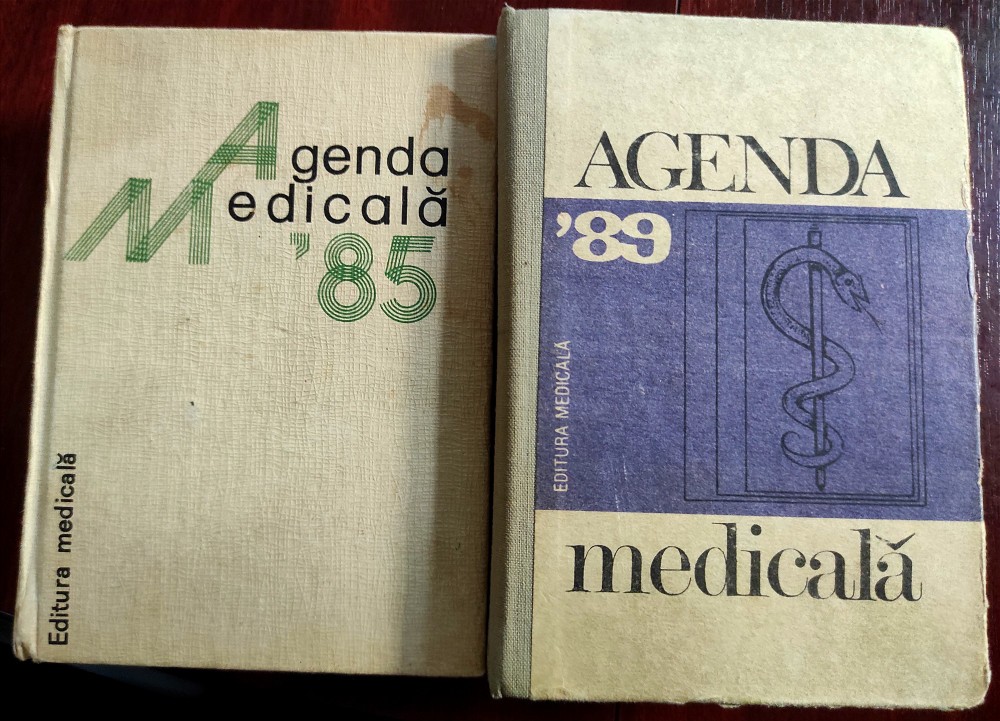 Agenda
Medicală
'85
Editura medicală
AGENDA
'89
EDITURA MEDICALĂ
medicală